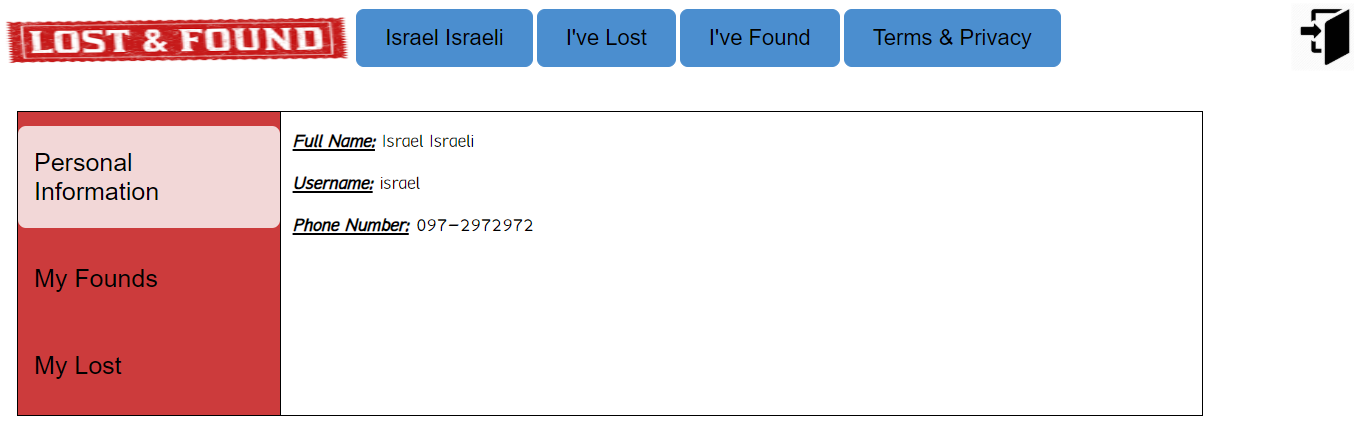 LOST & FOUND
Israel Israeli
I've Lost
I've Found
Terms & Privacy
Personal
Information
My Founds
My Lost
Full Name: Israel Israeli
Username: israel
Phone Number: 097-2972972